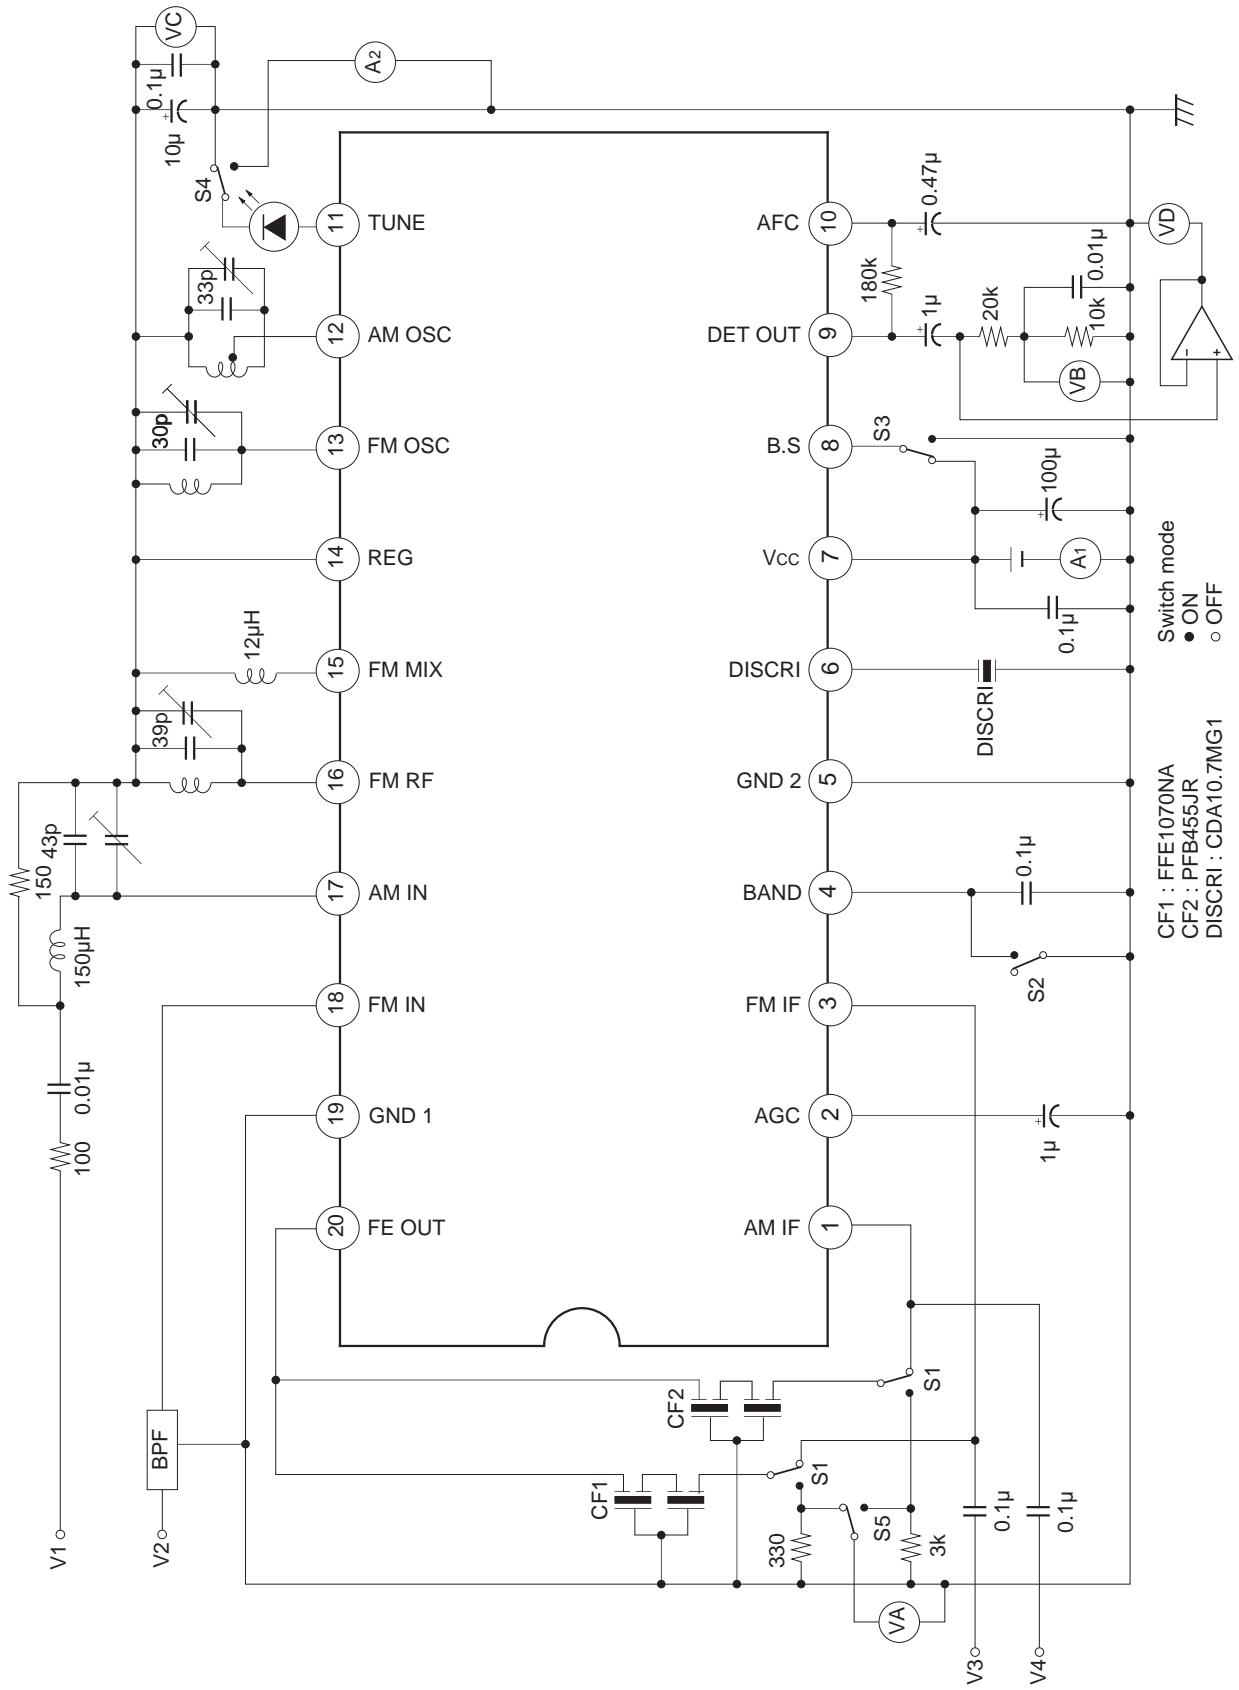 VC
0.1µ
10µ
A2
S4
11
TUNE
10
AFC
0.47µ
VD
33p
180k
0.01µ
12
AM OSC
9
DET OUT
1µ
20k
10k
VB
-
+
30p
13
FM OSC
8
B.S
S3
100µ
14
REG
7
Vcc
A1
0.1µ
12µH
15
FM MIX
6
DISCRI
DISCRI
Switch mode
● ON
○ OFF
39p
16
FM RF
5
GND 2
43p
150
17
AM IN
4
BAND
0.1µ
S2
150µH
18
FM IN
3
FM IF
0.01µ
100
19
GND 1
2
AGC
1µ
20
FE OUT
1
AM IF
CF1 : FFE1070NA
CF2 : PFB455JR
DISCRI : CDA10.7MG1
BPF
CF2
S1
CF1
S1
330
S5
3k
0.1µ
0.1µ
VA
V1
V2
V3
V4